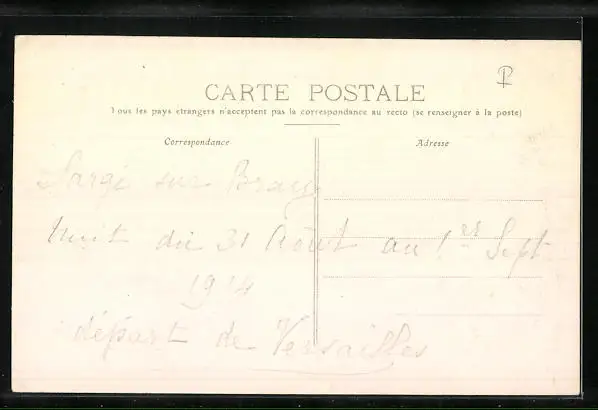 CARTE POSTALE
Tous les pays etrangers n'acceptent pas la correspondance au recto (se renseigner à la poste)
Correspondance
Adresse
Sargé sur Braye
Nuit du 31 Août au 1er Sept
1914
départ de Versailles